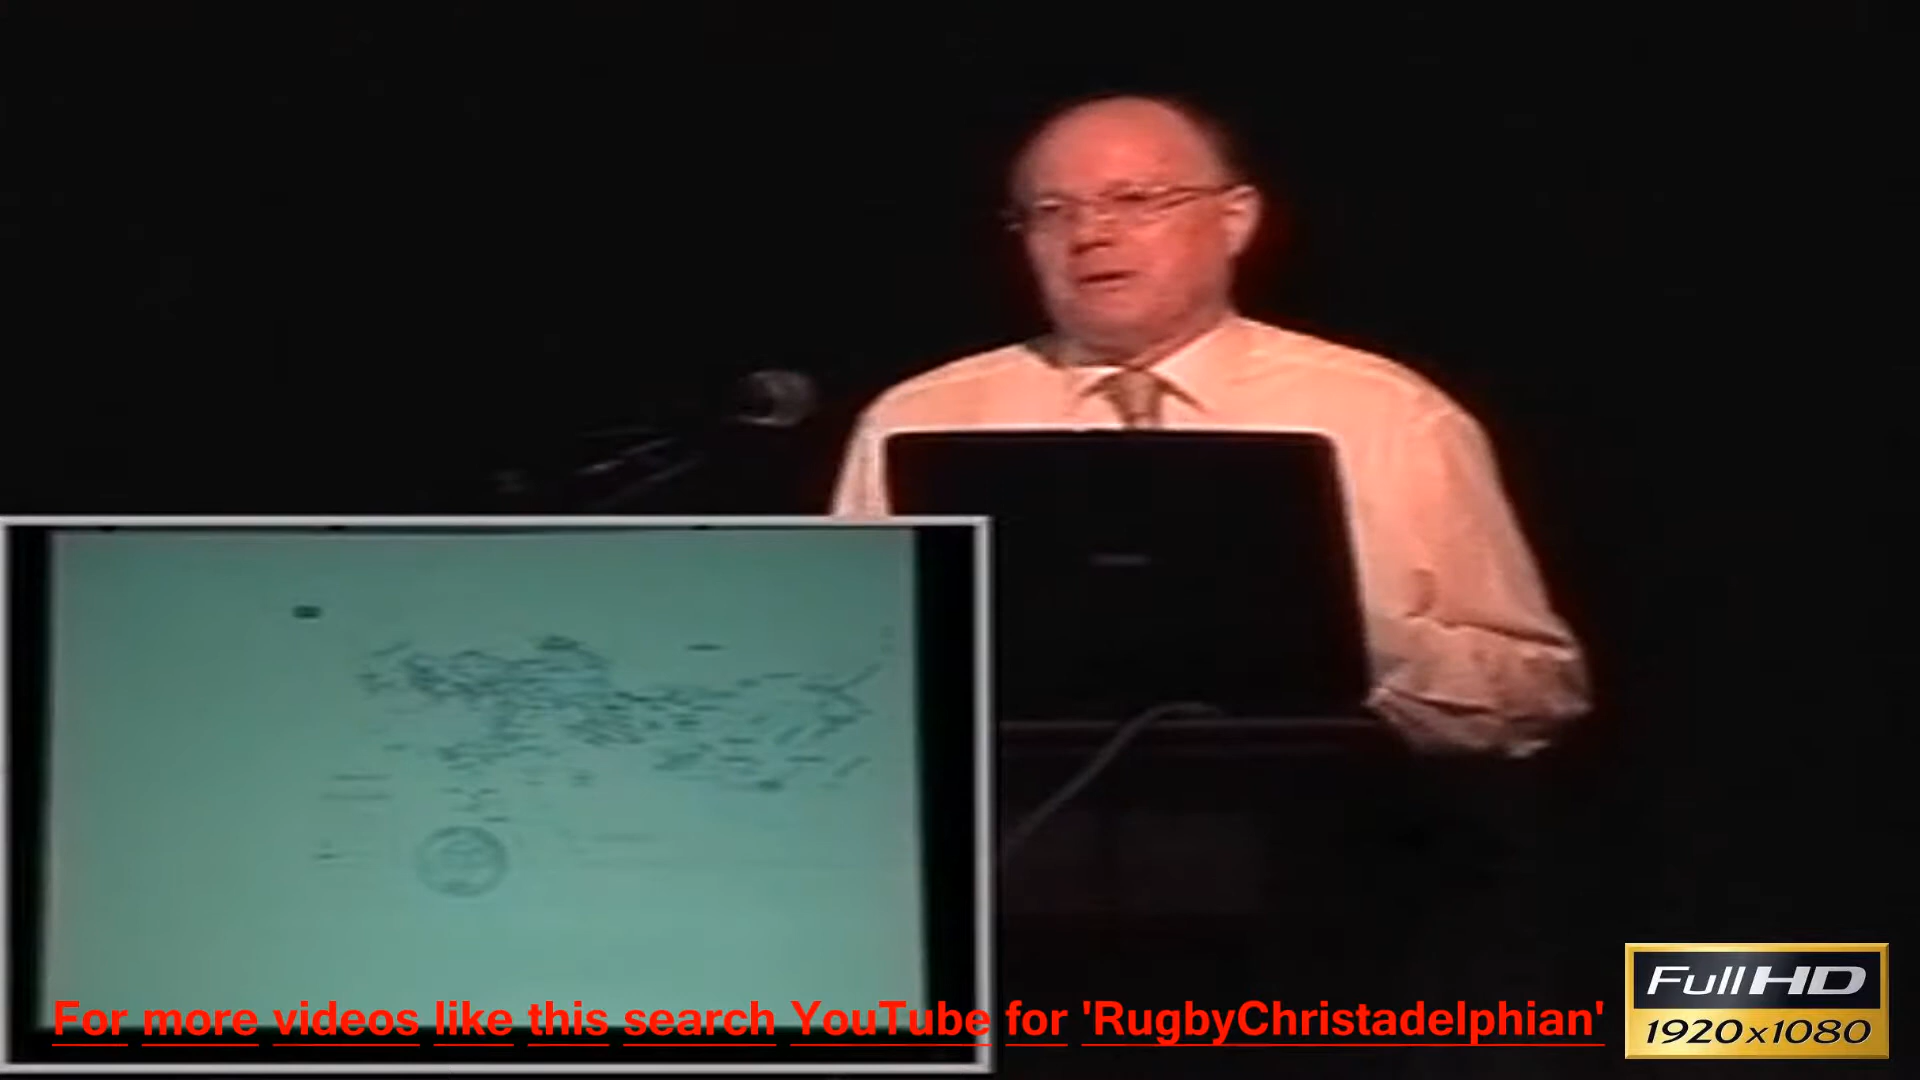 For more videos like this search YouTube for 'RugbyChristadelphian'
Full HD
1920x1080